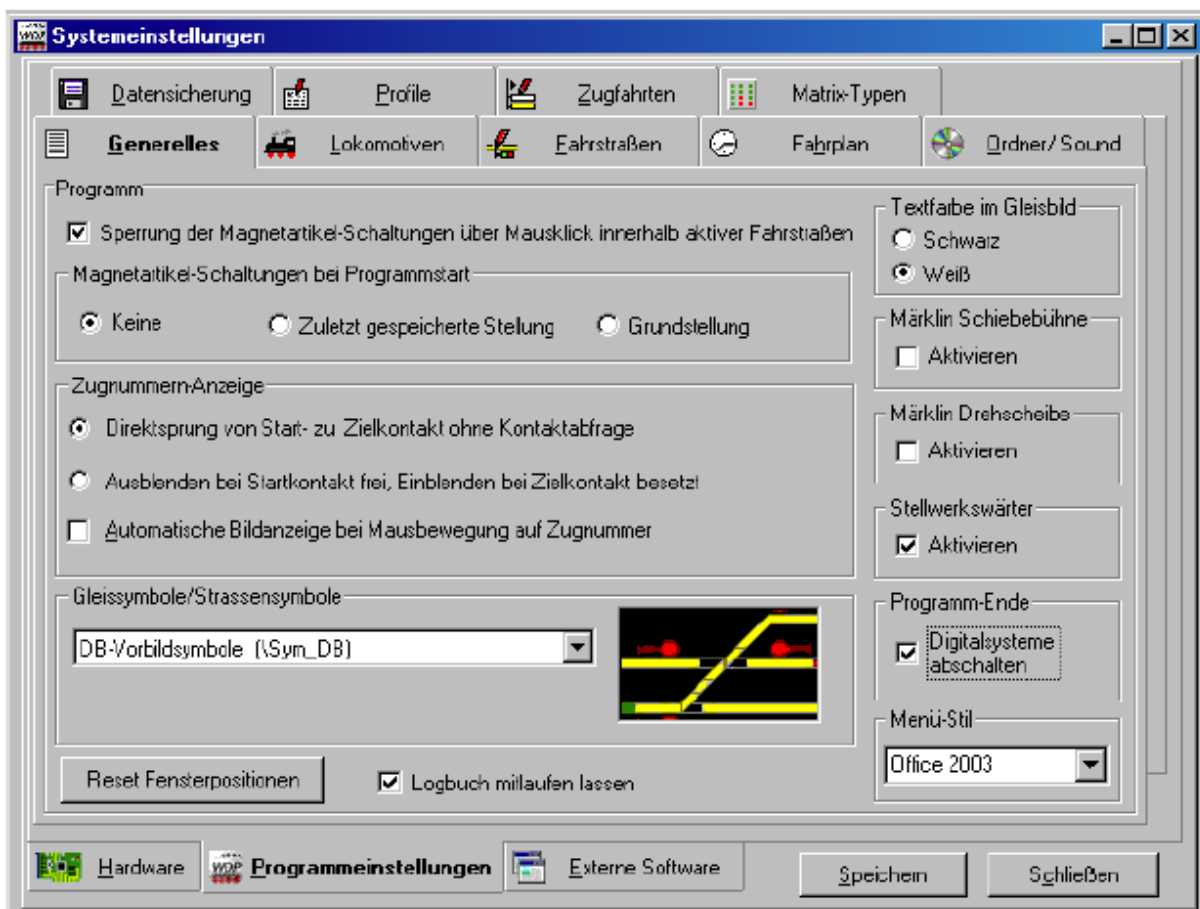 Systemeinstellungen
Datensicherung
Profile
Zugfahrten
Matrix-Typen
Generelles
Lokomotiven
Fahrstraßen
Fahrplan
Ordner/ Sound
Programm
Sperrung der Magnetartikel-Schaltungen über Mausklick innerhalb aktiver Fahrstraßen
Magnetartikel-Schaltungen bei Programmstart
Keine
Zuletzt gespeicherte Stellung
Grundstellung
Zugnummern-Anzeige
Direktsprung von Start- zu Zielkontakt ohne Kontaktabfrage
Ausblenden bei Startkontakt frei, Einblenden bei Zielkontakt besetzt
Automatische Bildanzeige bei Mausbewegung auf Zugnummer
Gleissymbole/Strassensymbole
DB-Vorbildsymbole (\Sym_DB)
Reset Fensterpositionen
Logbuch mitlaufen lassen
Textfarbe im Gleisbild
Schwarz
Weiß
Märklin Schiebebühne
Aktivieren
Märklin Drehscheibe
Aktivieren
Stellwerkswärter
Aktivieren
Programm-Ende
Digitalsysteme
abschalten
Menü-Stil
Office 2003
Hardware
WDP
Programmeinstellungen
Externe Software
Speichern
Schließen